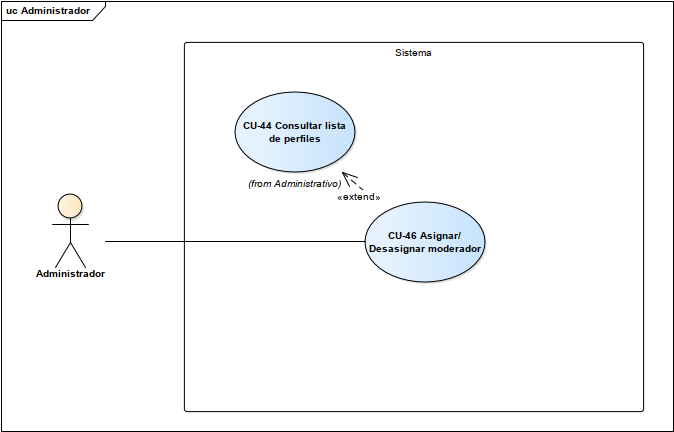 uc Administrador
Sistema
CU-44 Consultar lista
de perfiles
(from Administrativo)
«extend»
CU-46 Asignar/
Desasignar moderador
Administrador